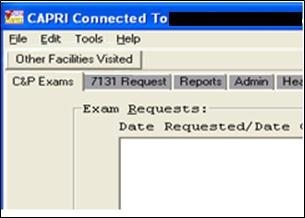 CAPRI Connected To
File Edit Tools Help
Other Facilities Visited
C&P Exams 7131 Request Reports Admin
Exam Requests:
Date Requested/Date